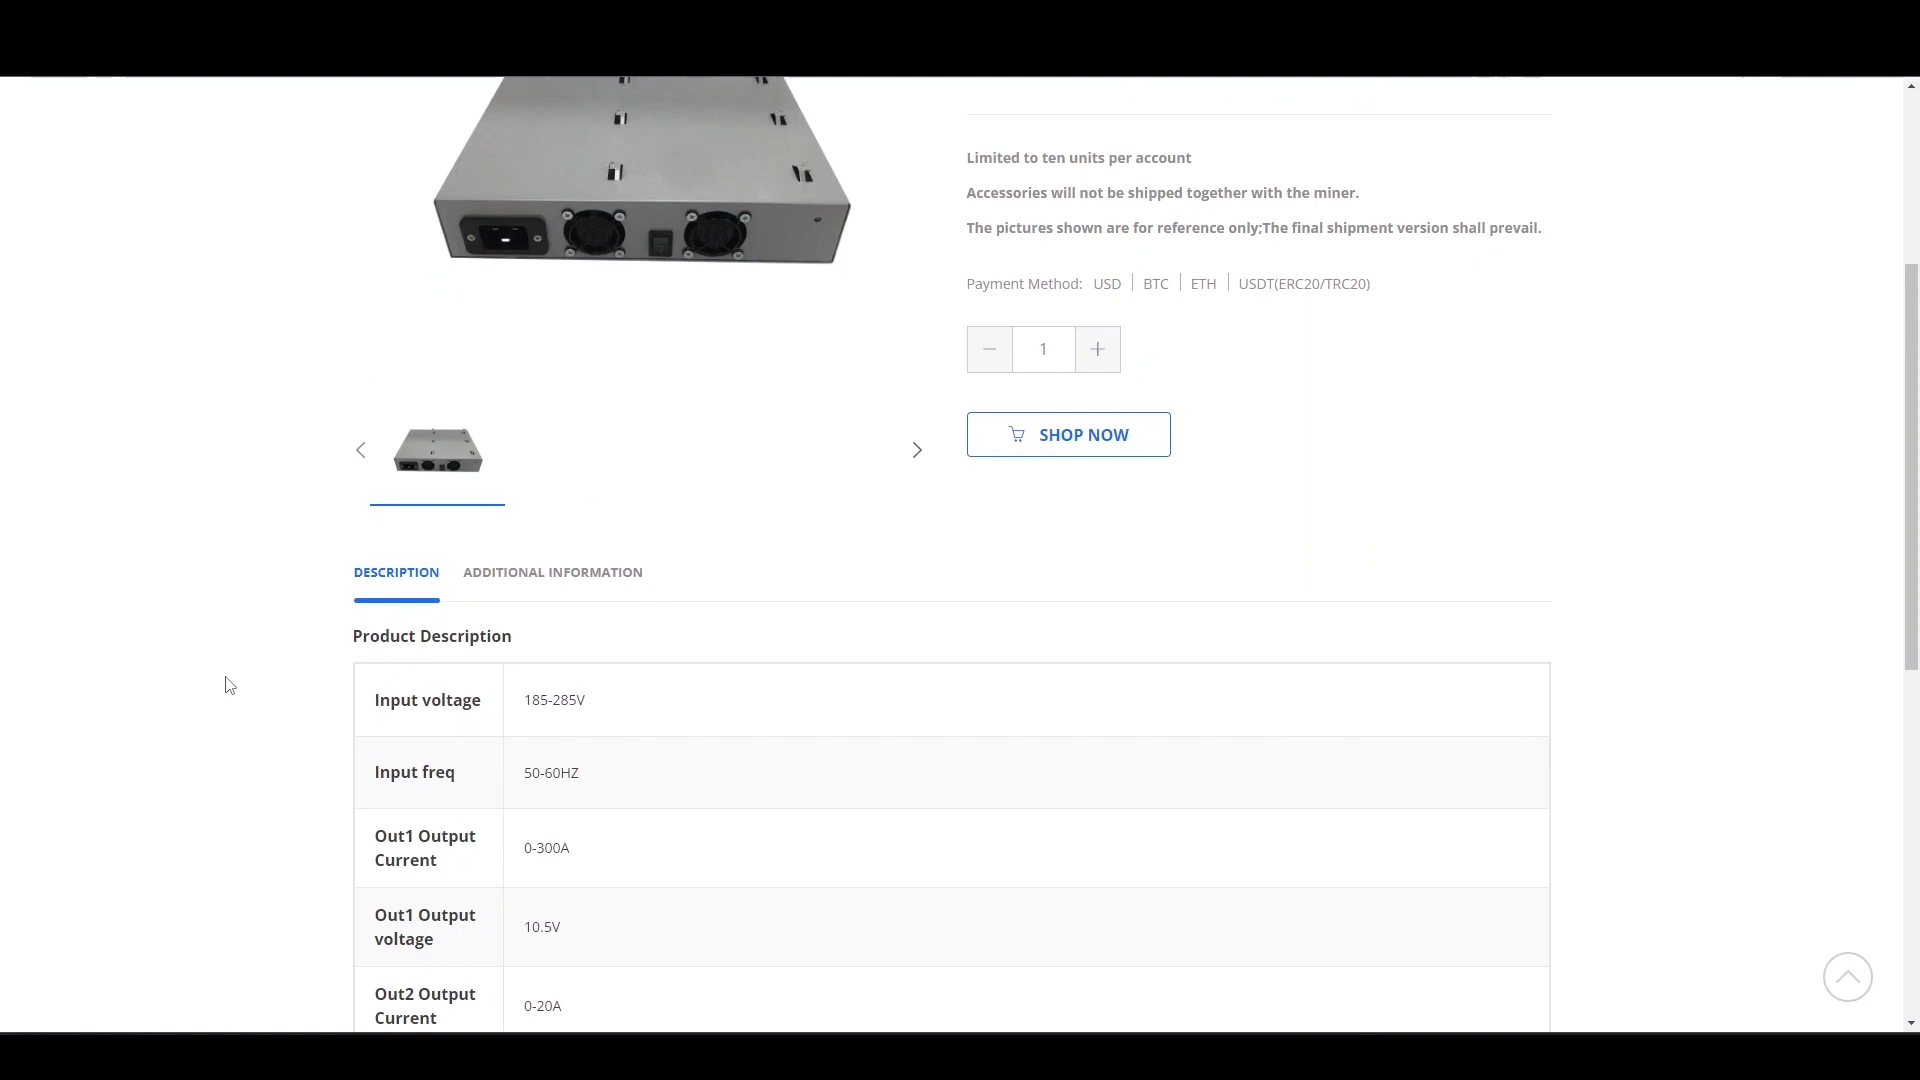 Limited to ten units per account
Accessories will not be shipped together with the miner.
The pictures shown are for reference only;The final shipment version shall prevail.
Payment Method: USD | BTC | ETH | USDT(ERC20/TRC20)
1
SHOP NOW
DESCRIPTION ADDITIONAL INFORMATION
Product Description
Input voltage 185-285V
Input freq 50-60HZ
Out1 Output
Current
0-300A
Out1 Output
voltage
10.5V
Out2 Output
Current
0-20A